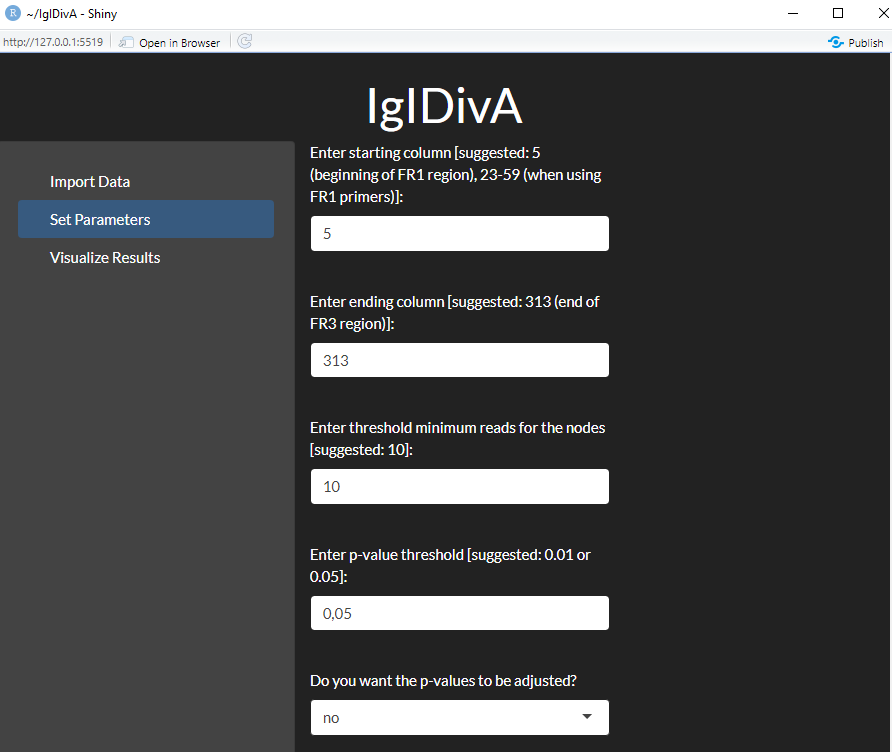 ~/IgIDivA - Shiny
http://127.0.0.1:5519
Open in Browser
Publish
IgIDivA
Import Data
Set Parameters
Visualize Results
Enter starting column [suggested: 5
(beginning of FR1 region), 23-59 (when using
FR1 primers)]:
5
Enter ending column [suggested: 313 (end of
FR3 region)]:
313
Enter threshold minimum reads for the nodes
[suggested: 10]:
10
Enter p-value threshold [suggested: 0.01 or
0.05]:
0,05
Do you want the p-values to be adjusted?
no